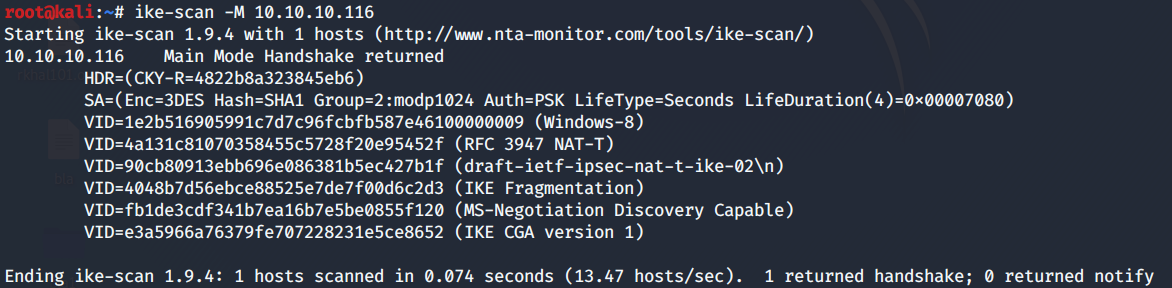 root@kali:~# ike-scan -M 10.10.10.116
Starting ike-scan 1.9.4 with 1 hosts (http://www.nta-monitor.com/tools/ike-scan/)
10.10.10.116    Main Mode Handshake returned
        HDR=(CKY-R=4822b8a323845eb6)
        SA=(Enc=3DES Hash=SHA1 Group=2:modp1024 Auth=PSK LifeType=Seconds LifeDuration(4)=0×00007080)
        VID=1e2b516905991c7d7c96fcbfb587e46100000009 (Windows-8)
        VID=4a131c81070358455c5728f20e95452f (RFC 3947 NAT-T)
        VID=90cb80913ebb696e086381b5ec427b1f (draft-ietf-ipsec-nat-t-ike-02\n)
        VID=4048b7d56ebce88525e7de7f00d6c2d3 (IKE Fragmentation)
        VID=fb1de3cdf341b7ea16b7e5be0855f120 (MS-Negotiation Discovery Capable)
        VID=e3a5966a76379fe707228231e5ce8652 (IKE CGA version 1)
Ending ike-scan 1.9.4: 1 hosts scanned in 0.074 seconds (13.47 hosts/sec).  1 returned handshake; 0 returned notify